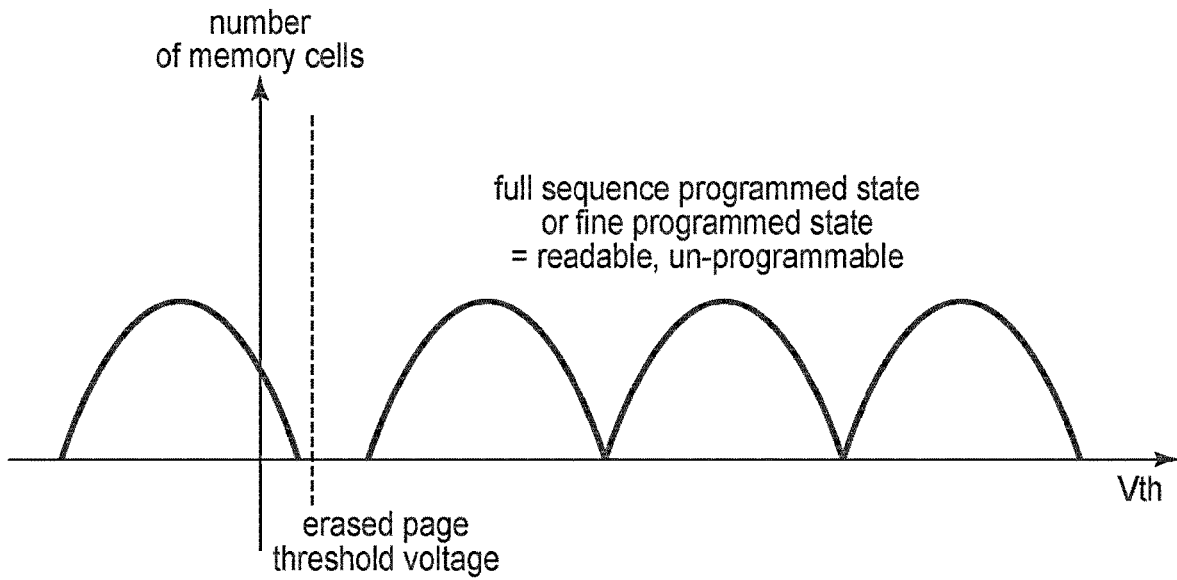 number
of memory cells
full sequence programmed state
or fine programmed state
= readable, un-programmable
Vth
erased page
threshold voltage